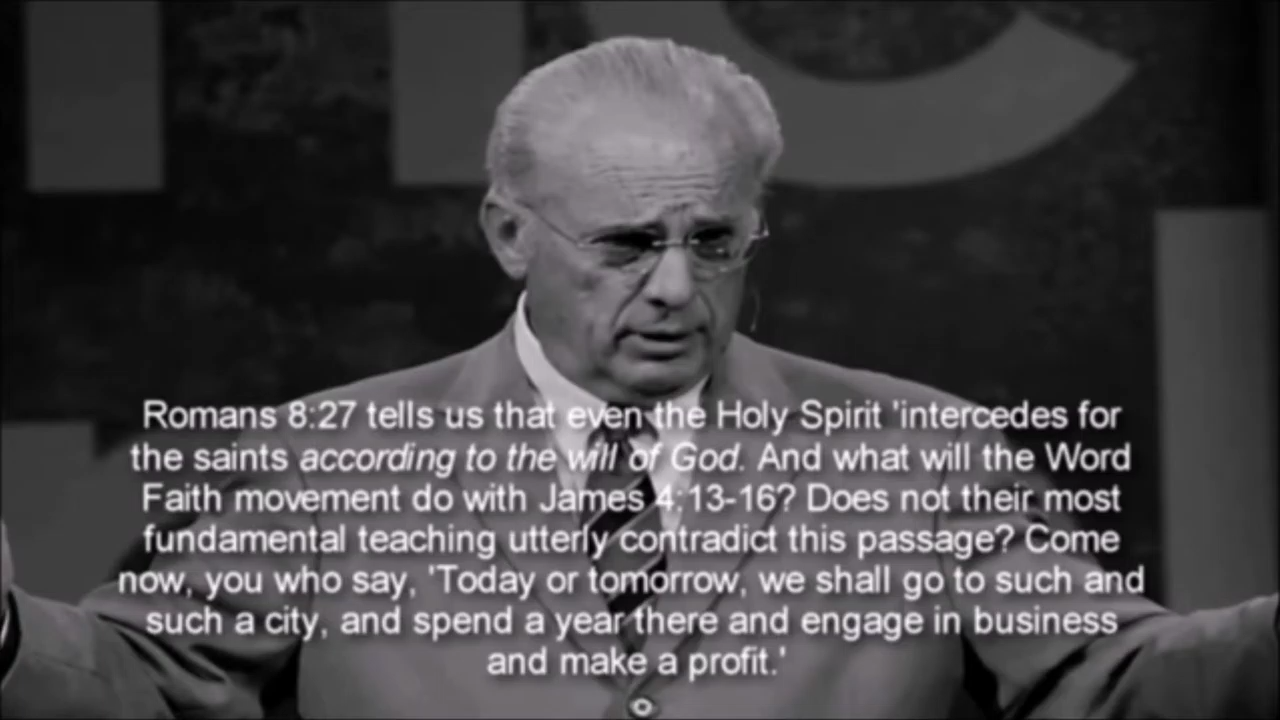 Romans 8:27 tells us that even the Holy Spirit 'intercedes for
the saints according to the will of God. And what will the Word
Faith movement do with James 4:13-16? Does not their most
fundamental teaching utterly contradict this passage? Come
now, you who say, 'Today or tomorrow, we shall go to such and
such a city, and spend a year there and engage in business
and make a profit.'